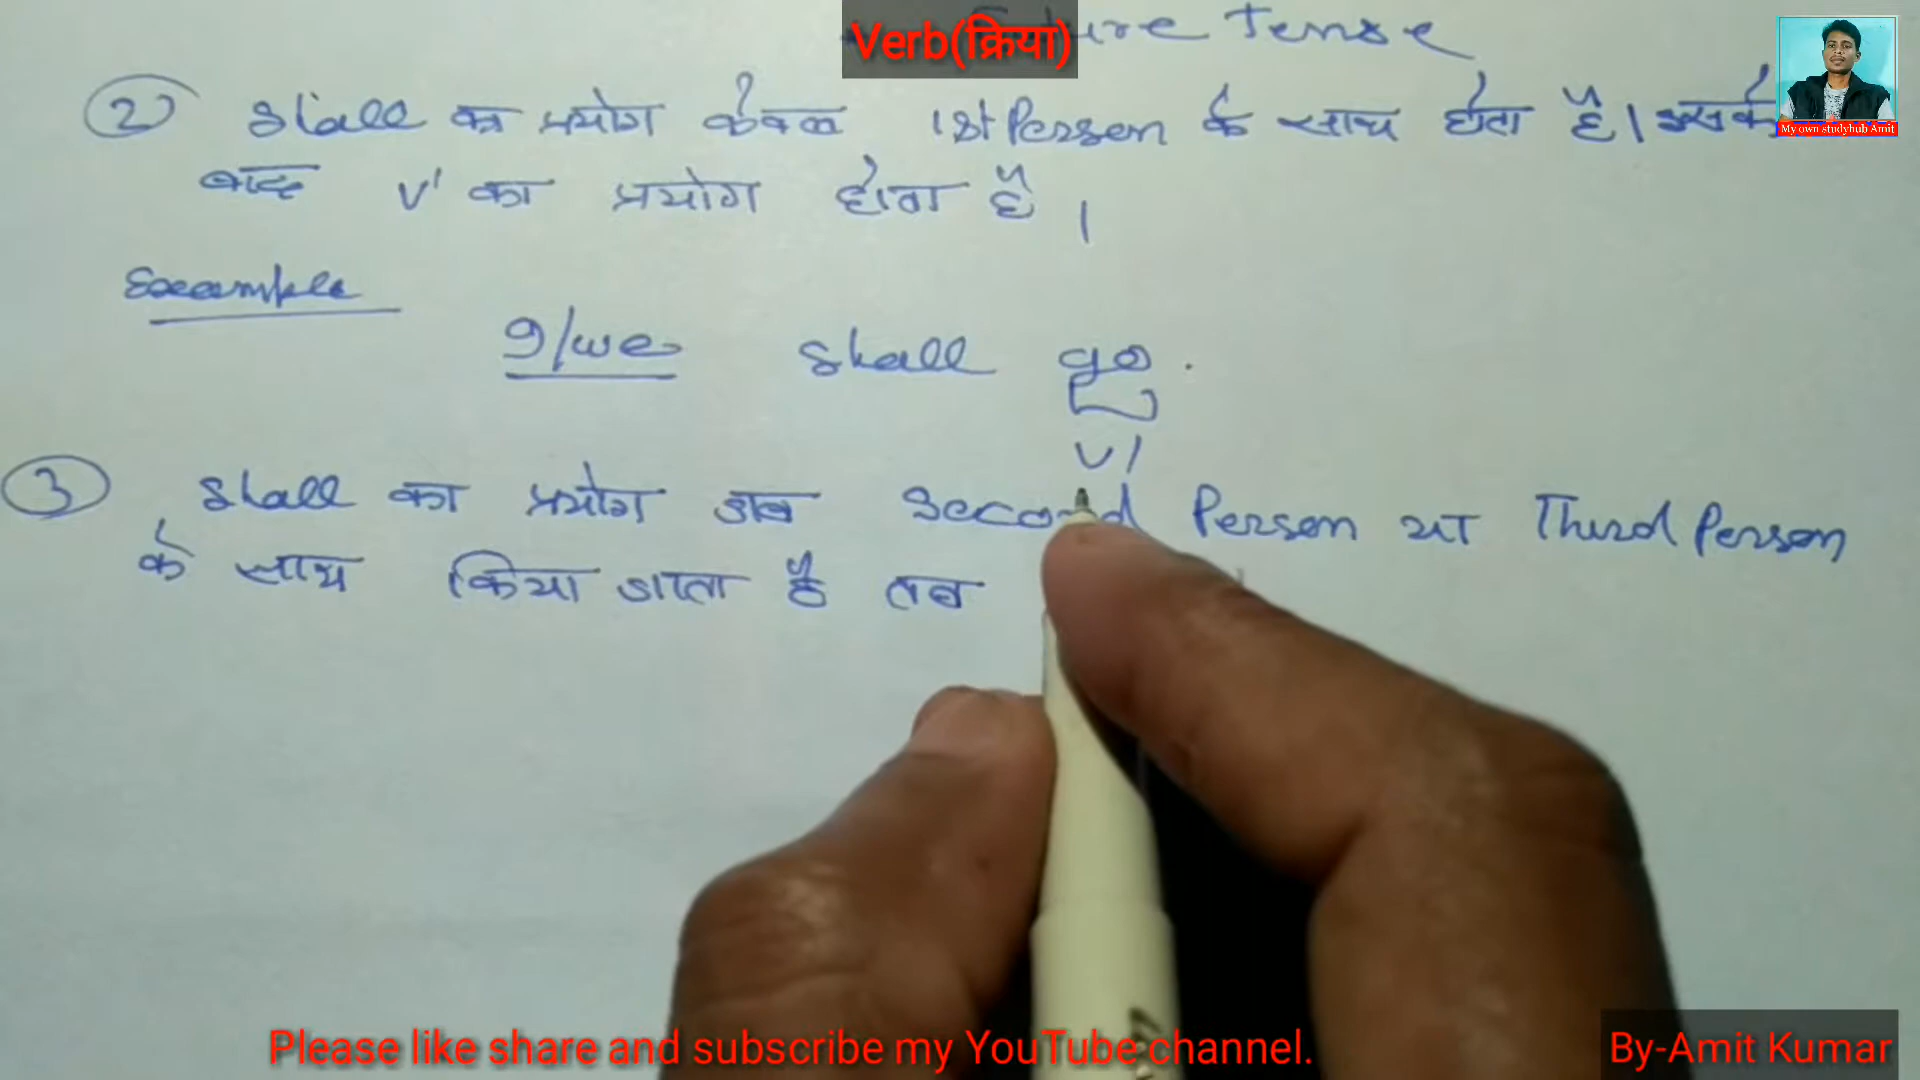 Verb(क्रिया)
Tense
② Shall का प्रयोग केवल 1st Person के साथ होता है। इसके
बाद V¹ का प्रयोग होता है।
Example
I/we shall go.
V1
③ Shall का प्रयोग जब Second Person या Third Person
के साथ किया जाता है तब
My own studyhub Amit
Please like share and subscribe my YouTube channel.
By-Amit Kumar